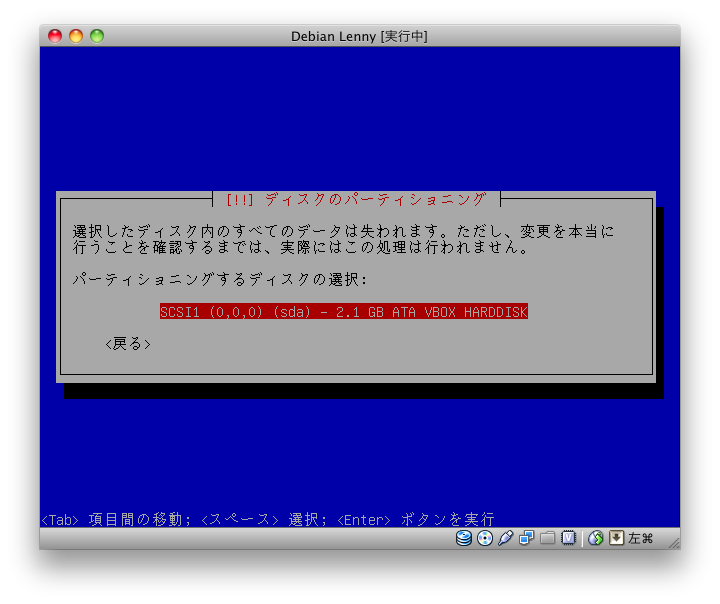 Debian Lenny [実行中]
[!!] ディスクのパーティショニング
選択したディスク内のすべてのデータは失われます。ただし、変更を本当に
行うことを確認するまでは、実際にはこの処理は行われません。
パーティショニングするディスクの選択:
SCSI1 (0,0,0) (sda) - 2.1 GB ATA VBOX HARDDISK
<戻る>
<Tab> 項目間の移動; <スペース> 選択; <Enter> ボタンを実行
左⌘